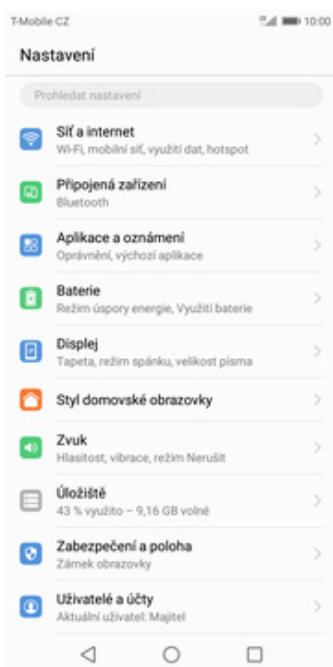 T-Mobile CZ 10:00
Nastavení
Prohledat nastavení
Síť a internet
Wi-Fi, mobilní síť, využití dat, hotspot
Připojená zařízení
Bluetooth
Aplikace a oznámení
Oprávnění, výchozí aplikace
Baterie
Režim úspory energie, Využití baterie
Displej
Tapeta, režim spánku, velikost písma
Styl domovské obrazovky
Zvuk
Hlasitost, vibrace, režim Nerušit
Úložiště
43 % využito – 9,16 GB volné
Zabezpečení a poloha
Zámek obrazovky
Uživatelé a účty
Aktuální uživatel: Majitel